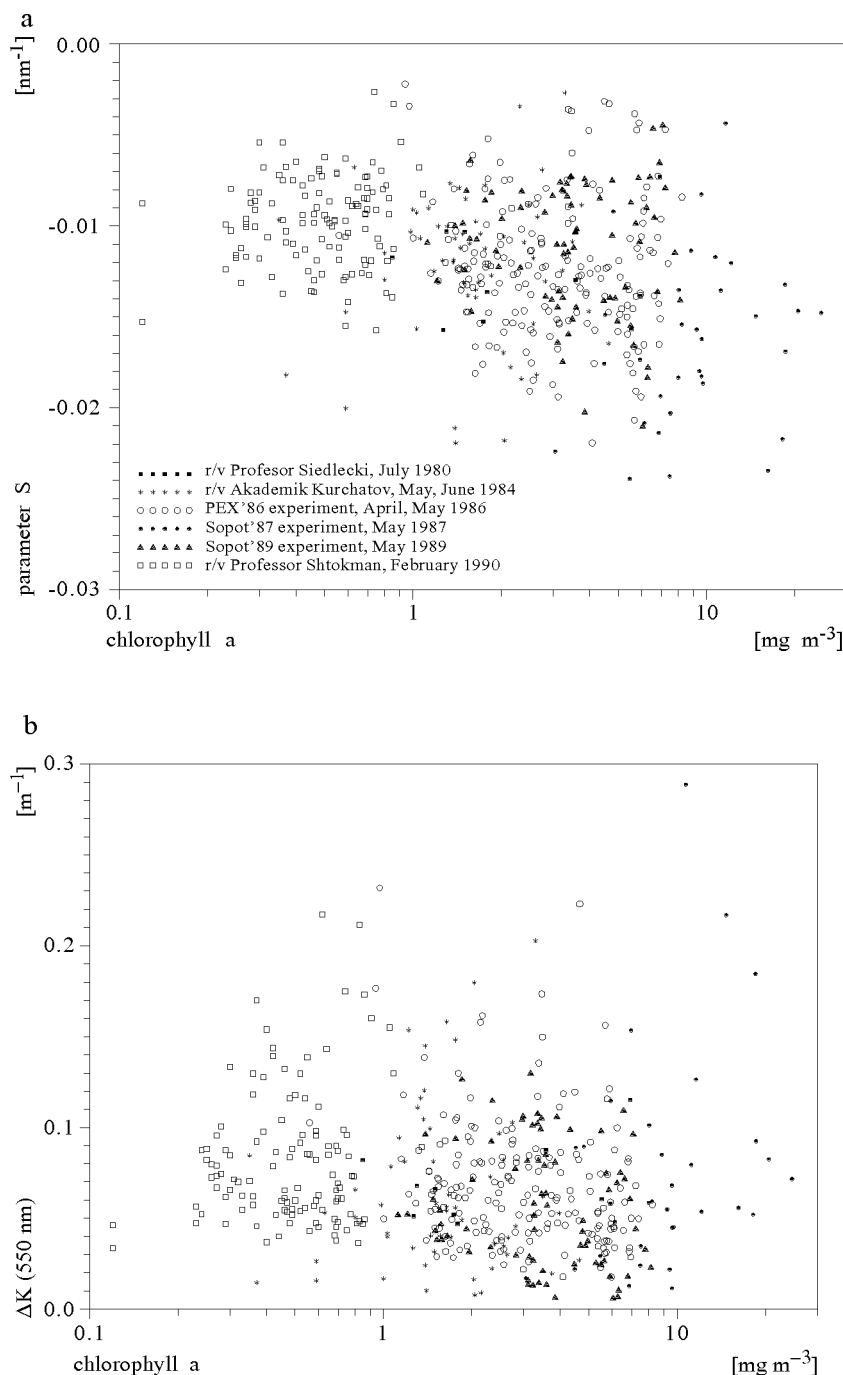 a
[nm-1]
0.00
-0.01
-0.02
-0.03
parameter S
r/v Profesor Siedlecki, July 1980
r/v Akademik Kurchatov, May, June 1984
PEX'86 experiment, April, May 1986
Sopot'87 experiment, May 1987
Sopot'89 experiment, May 1989
r/v Professor Shtokman, February 1990
0.1 1 10
chlorophyll a [mg m-3]
b
[m−1]
0.3
0.2
0.1
0.0
ΔK (550 nm)
0.1 1 10
chlorophyll a [mg m−3]